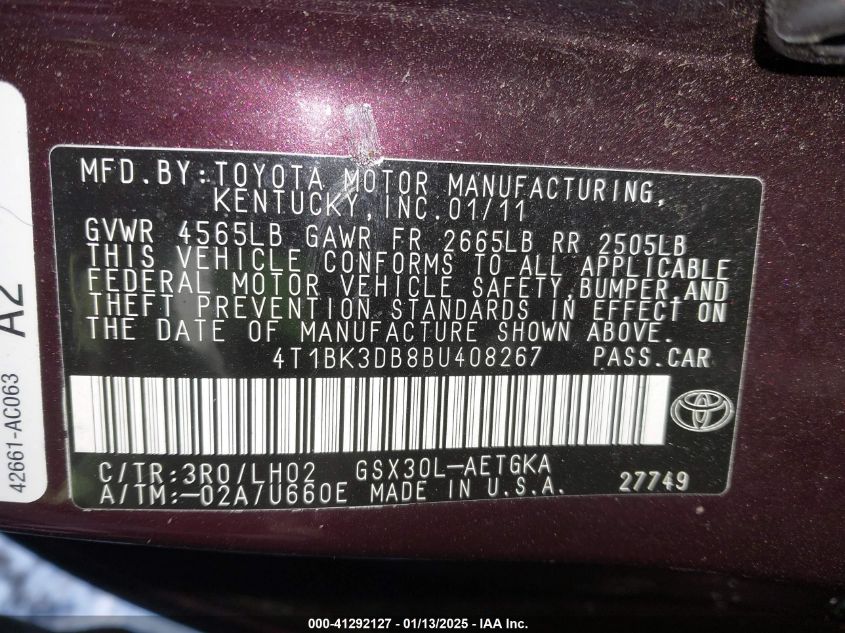 MFD.BY:TOYOTA MOTOR MANUFACTURING,
KENTUCKY,INC.01/11
GVWR 4565LB GAWR FR 2665LB RR 2505LB
THIS VEHICLE CONFORMS TO ALL APPLICABLE
FEDERAL MOTOR VEHICLE SAFETY,BUMPER,AND
THEFT PREVENTION STANDARDS IN EFFECT ON
THE DATE OF MANUFACTURE SHOWN ABOVE.
4T1BK3DB8BU408267 PASS.CAR
C/TR:3R0/LH02 GSX30L-AETGKA
A/TM:-02A/U660E MADE IN U.S.A. 27749
42661-AC063 A2
000-41292127 - 01/13/2025 - IAA Inc.